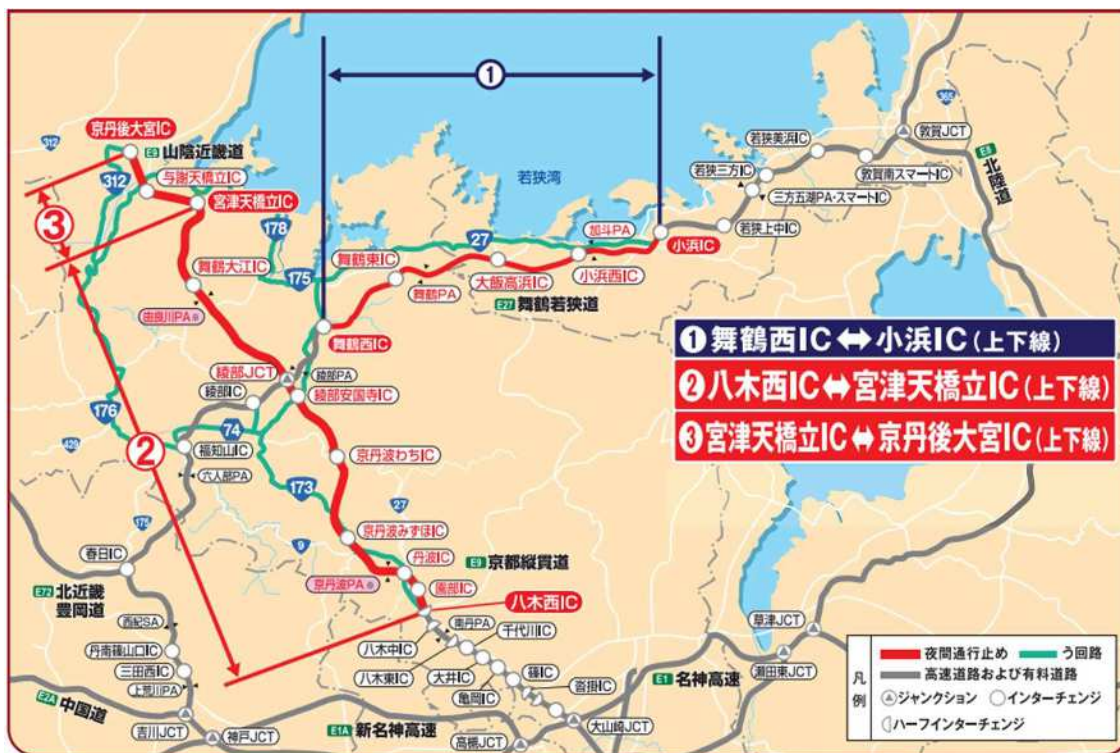 ①
365
京丹後大宮IC
312
E9 山陰近畿道
敦賀JCT
E8
北陸道
若狭美浜IC
敦賀南スマートIC
若狭三方IC
三方五湖PA・スマートIC
若狭湾
与謝天橋立IC
312
宮津天橋立IC
③
178
27
加斗PA
小浜IC
若狭上中IC
舞鶴東IC
175
舞鶴大江IC
大飯高浜IC
小浜西IC
舞鶴PA
E27 舞鶴若狭道
由良川PA※
舞鶴西IC
①舞鶴西IC⇔小浜IC(上下線)
②八木西IC⇔宮津天橋立IC(上下線)
③宮津天橋立IC⇔京丹後大宮IC(上下線)
綾部JCT
綾部PA
綾部IC
綾部安国寺IC
176
74
429
②
福知山IC
京丹波わちIC
六人部PA
173
27
175
9
京丹波みずほIC
春日IC
丹波IC
E9 京都縦貫道
京丹波PA※
園部IC
八木西IC
E72 北近畿
豊岡道
西紀SA
南丹PA
千代川IC
八木中IC
丹南篠山口IC
八木東IC
大井IC
篠IC
草津JCT
三田西IC
亀岡IC
沓掛IC
E1 名神高速
瀬田東JCT
上荒川PA
E2A 中国道
大山崎JCT
吉川JCT
神戸JCT
E1A 新名神高速
高槻JCT
凡例
夜間通行止め
う回路
高速道路および有料道路
ジャンクション
インターチェンジ
ハーフインターチェンジ